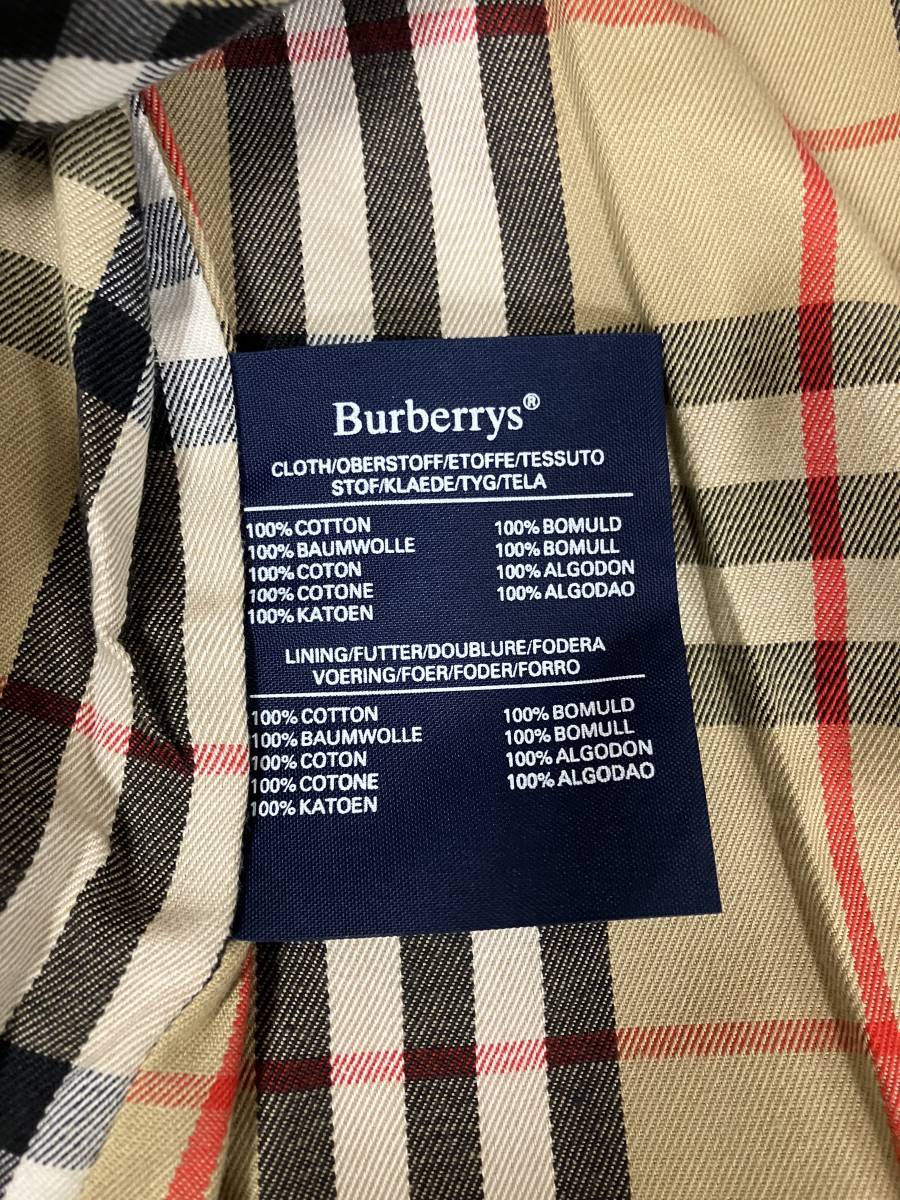 Burberrys®
CLOTH/OBERSTOFF/ETOFFE/TESSUTO
STOF/KLAEDE/TYG/TELA
100% COTTON
100% BAUMWOLLE
100% COTON
100% COTONE
100% KATOEN
100% BOMULD
100% BOMULL
100% ALGODON
100% ALGODAO
LINING/FUTTER/DOUBLURE/FODERA
VOERING/FOER/FODER/FORRO
100% COTTON
100% BAUMWOLLE
100% COTON
100% COTONE
100% KATOEN
100% BOMULD
100% BOMULL
100% ALGODON
100% ALGODAO